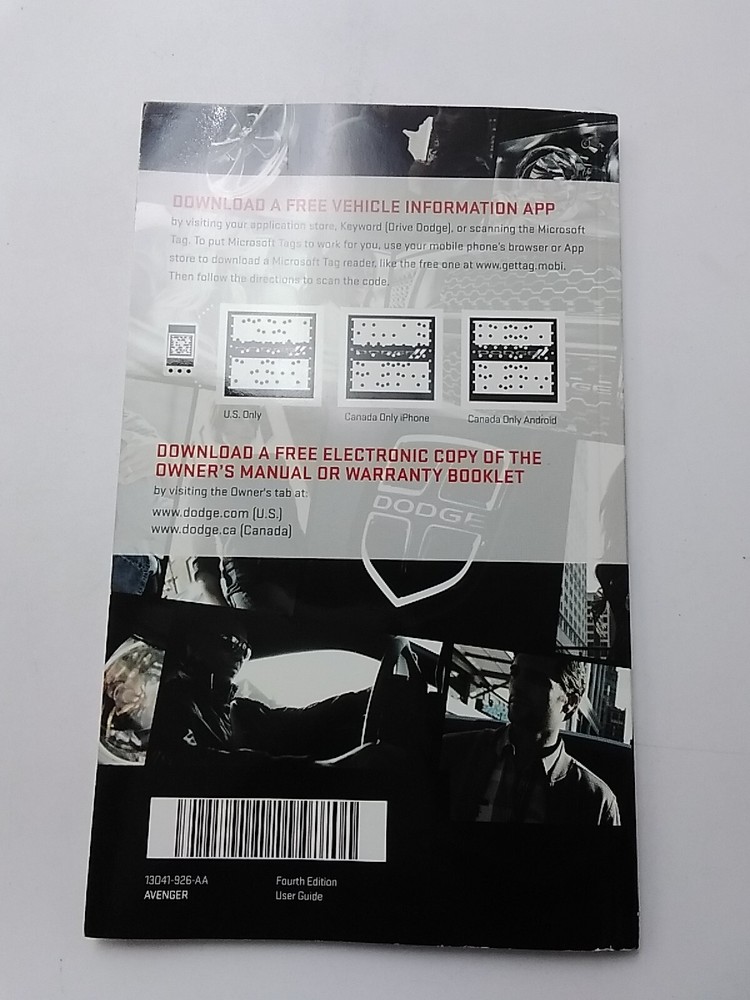 DOWNLOAD A FREE VEHICLE INFORMATION APP
by visiting your application store, Keyword (Drive Dodge), or scanning the Microsoft
Tag. To put Microsoft Tags to work for you, use your mobile phone's browser or App
store to download a Microsoft Tag reader, like the free one at www.gettag.mobi.
Then follow the directions to scan the code.
U.S. Only
Canada Only iPhone
Canada Only Android
DOWNLOAD A FREE ELECTRONIC COPY OF THE
OWNER'S MANUAL OR WARRANTY BOOKLET
by visiting the Owner's tab at:
www.dodge.com (U.S.)
www.dodge.ca (Canada)
DODGE
13041-926-AA
AVENGER
Fourth Edition
User Guide